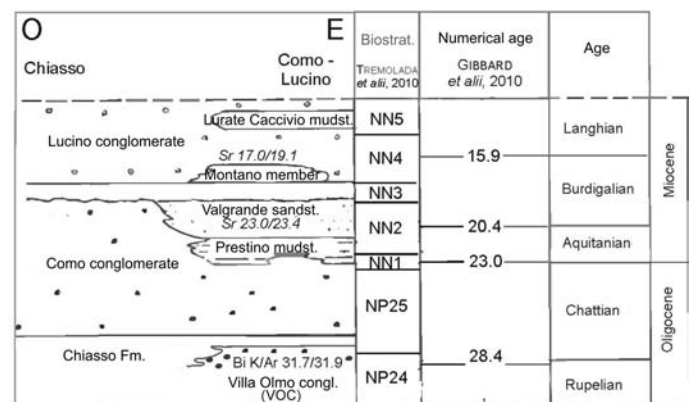 O E
Chiasso
Como -
Lucino
Biostrat.
TREMOLADA
et alii, 2010
Numerical age
GIBBARD
et alii, 2010
Age
Lurate Caccivio mudst.
Lucino conglomerate
Sr 17.0/19.1
Montano member
Valgrande sandst.
Sr 23.0/23.4
Prestino mudst.
Como conglomerate
Chiasso Fm.
Bi K/Ar 31.7/31.9
Villa Olmo congl.
(VOC)
NN5
NN4
NN3
NN2
NN1
NP25
NP24
15.9
20.4
23.0
28.4
Langhian
Burdigalian
Aquitanian
Chattian
Rupelian
Miocene
Oligocene